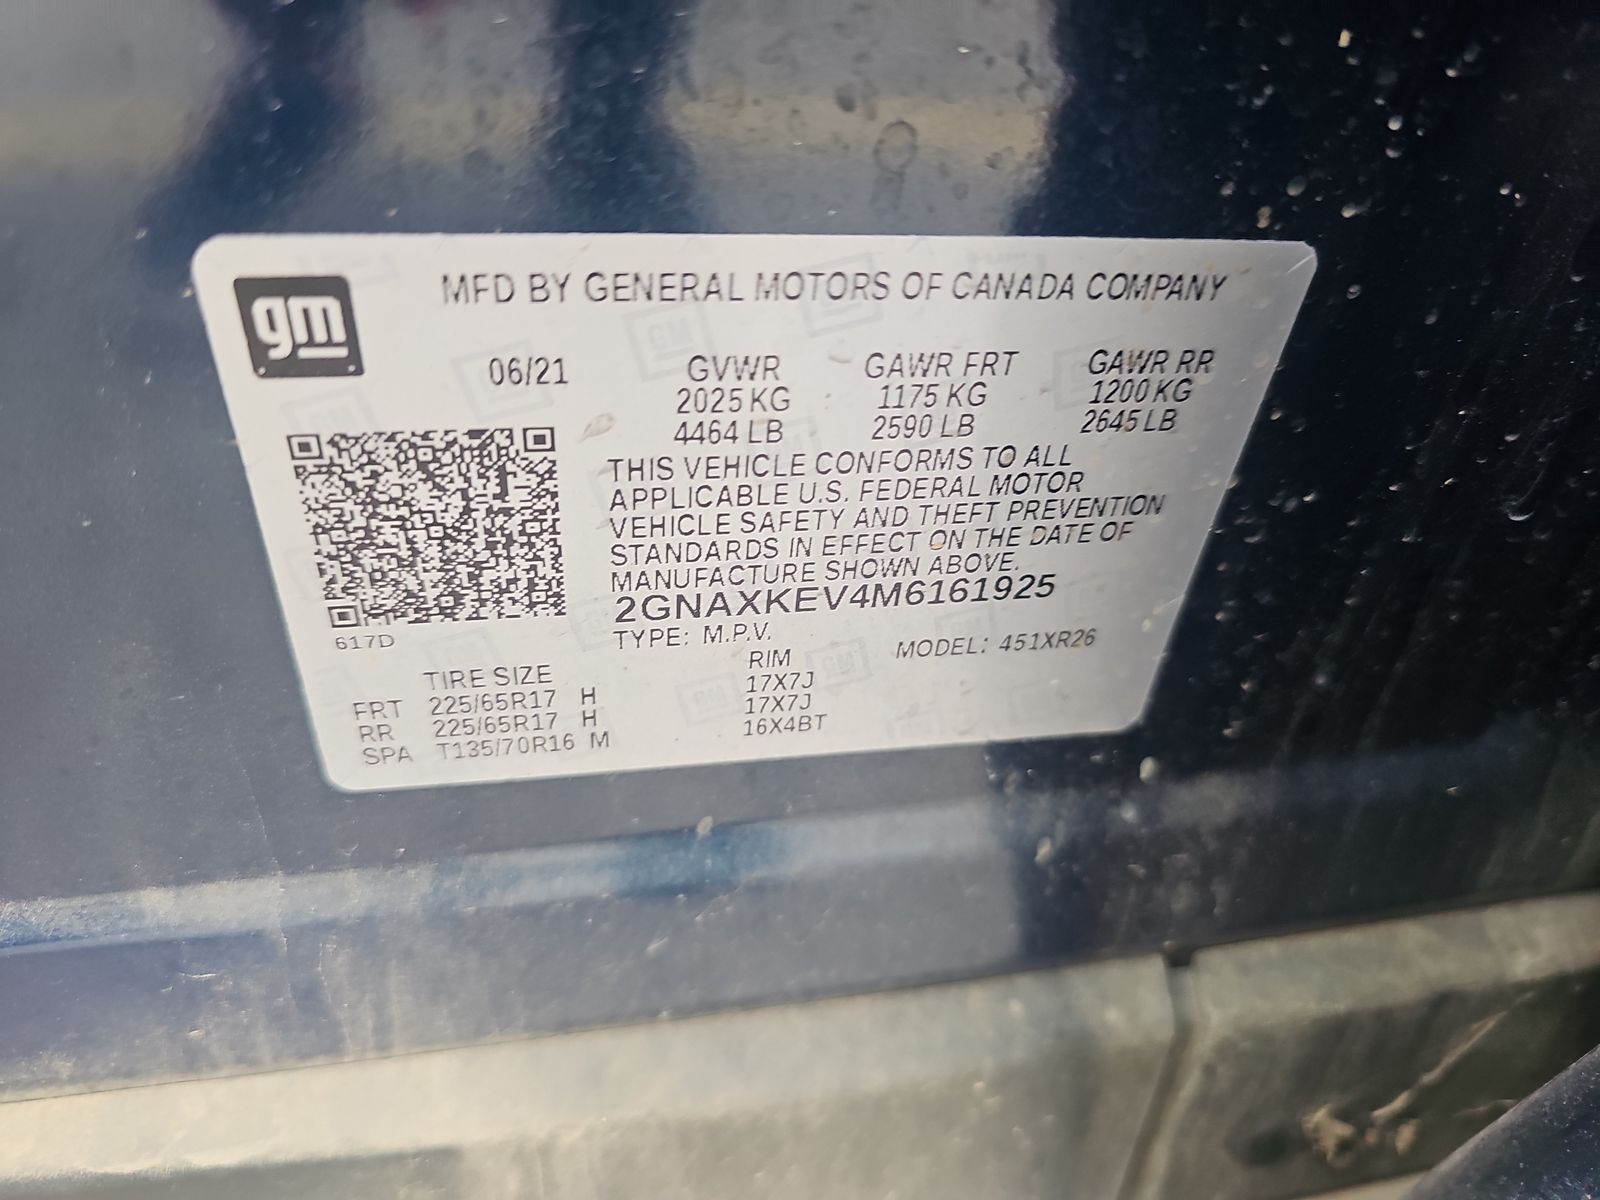 gm
MFD BY GENERAL MOTORS OF CANADA COMPANY
06/21 GVWR GAWR FRT GAWR RR
2025 KG 1175 KG 1200 KG
4464 LB 2590 LB 2645 LB
THIS VEHICLE CONFORMS TO ALL
APPLICABLE U.S. FEDERAL MOTOR
VEHICLE SAFETY AND THEFT PREVENTION
STANDARDS IN EFFECT ON THE DATE OF
MANUFACTURE SHOWN ABOVE.
2GNAXKEV4M6161925
617D
TYPE: M.P.V. MODEL: 451XR26
TIRE SIZE RIM
FRT 225/65R17 H 17X7J
RR 225/65R17 H 17X7J
SPA T135/70R16 M 16X4BT